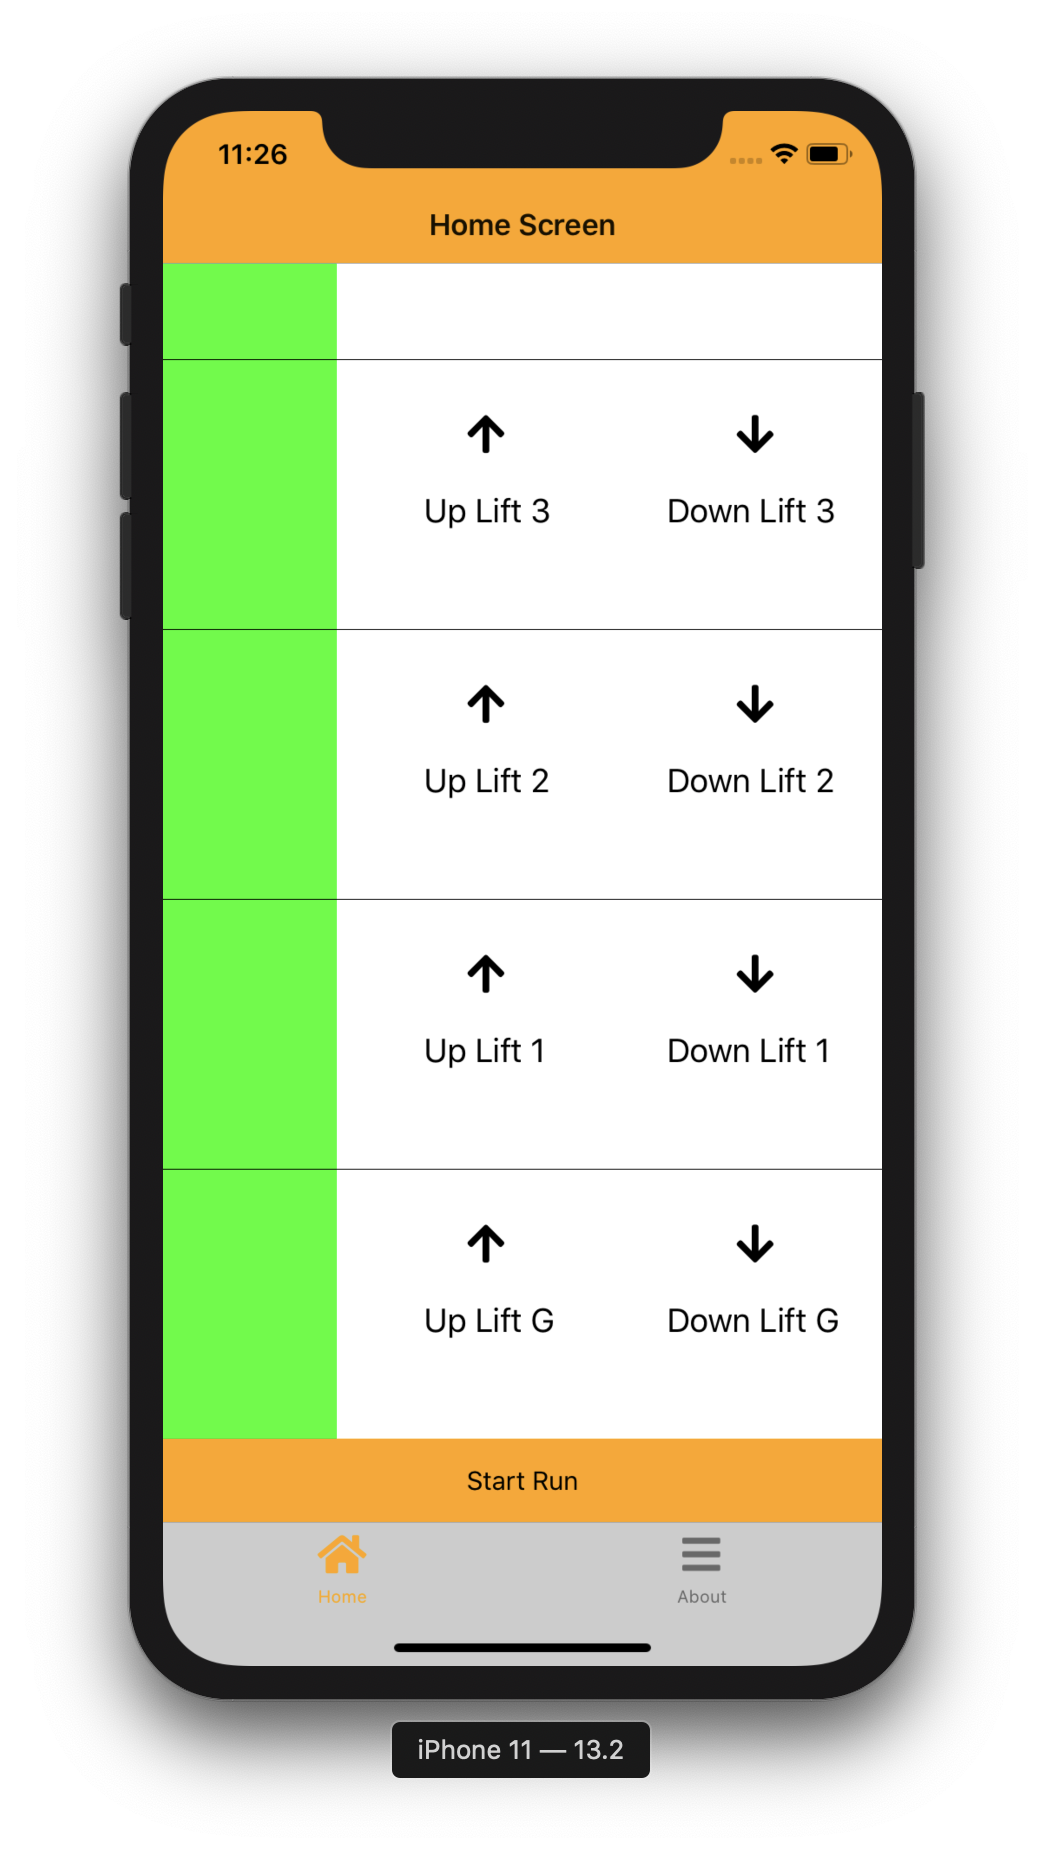 11:26
Home Screen
Up Lift 3 Down Lift 3
Up Lift 2 Down Lift 2
Up Lift 1 Down Lift 1
Up Lift G Down Lift G
Start Run
Home About
iPhone 11 — 13.2